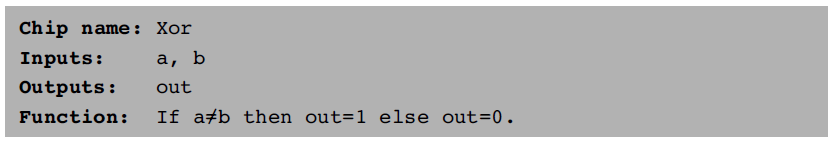 Chip name: Xor
Inputs: a, b
Outputs: out
Function: If a≠b then out=1 else out=0.